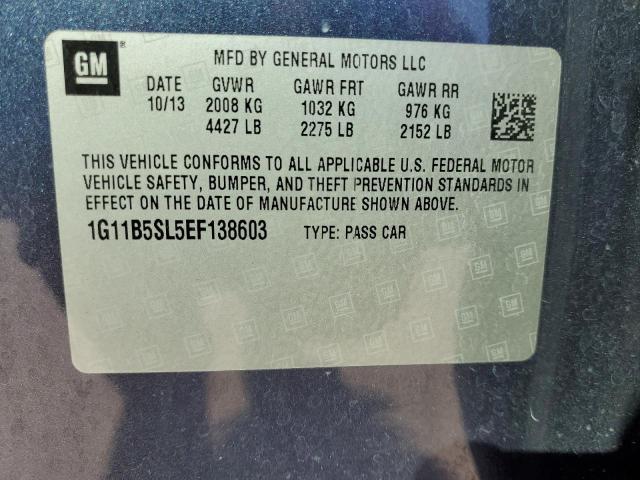 GM ®
MFD BY GENERAL MOTORS LLC
DATE GVWR GAWR FRT GAWR RR
10/13 2008 KG 1032 KG 976 KG
4427 LB 2275 LB 2152 LB
THIS VEHICLE CONFORMS TO ALL APPLICABLE U.S. FEDERAL MOTOR
VEHICLE SAFETY, BUMPER, AND THEFT PREVENTION STANDARDS IN
EFFECT ON THE DATE OF MANUFACTURE SHOWN ABOVE.
1G11B5SL5EF138603 TYPE: PASS CAR